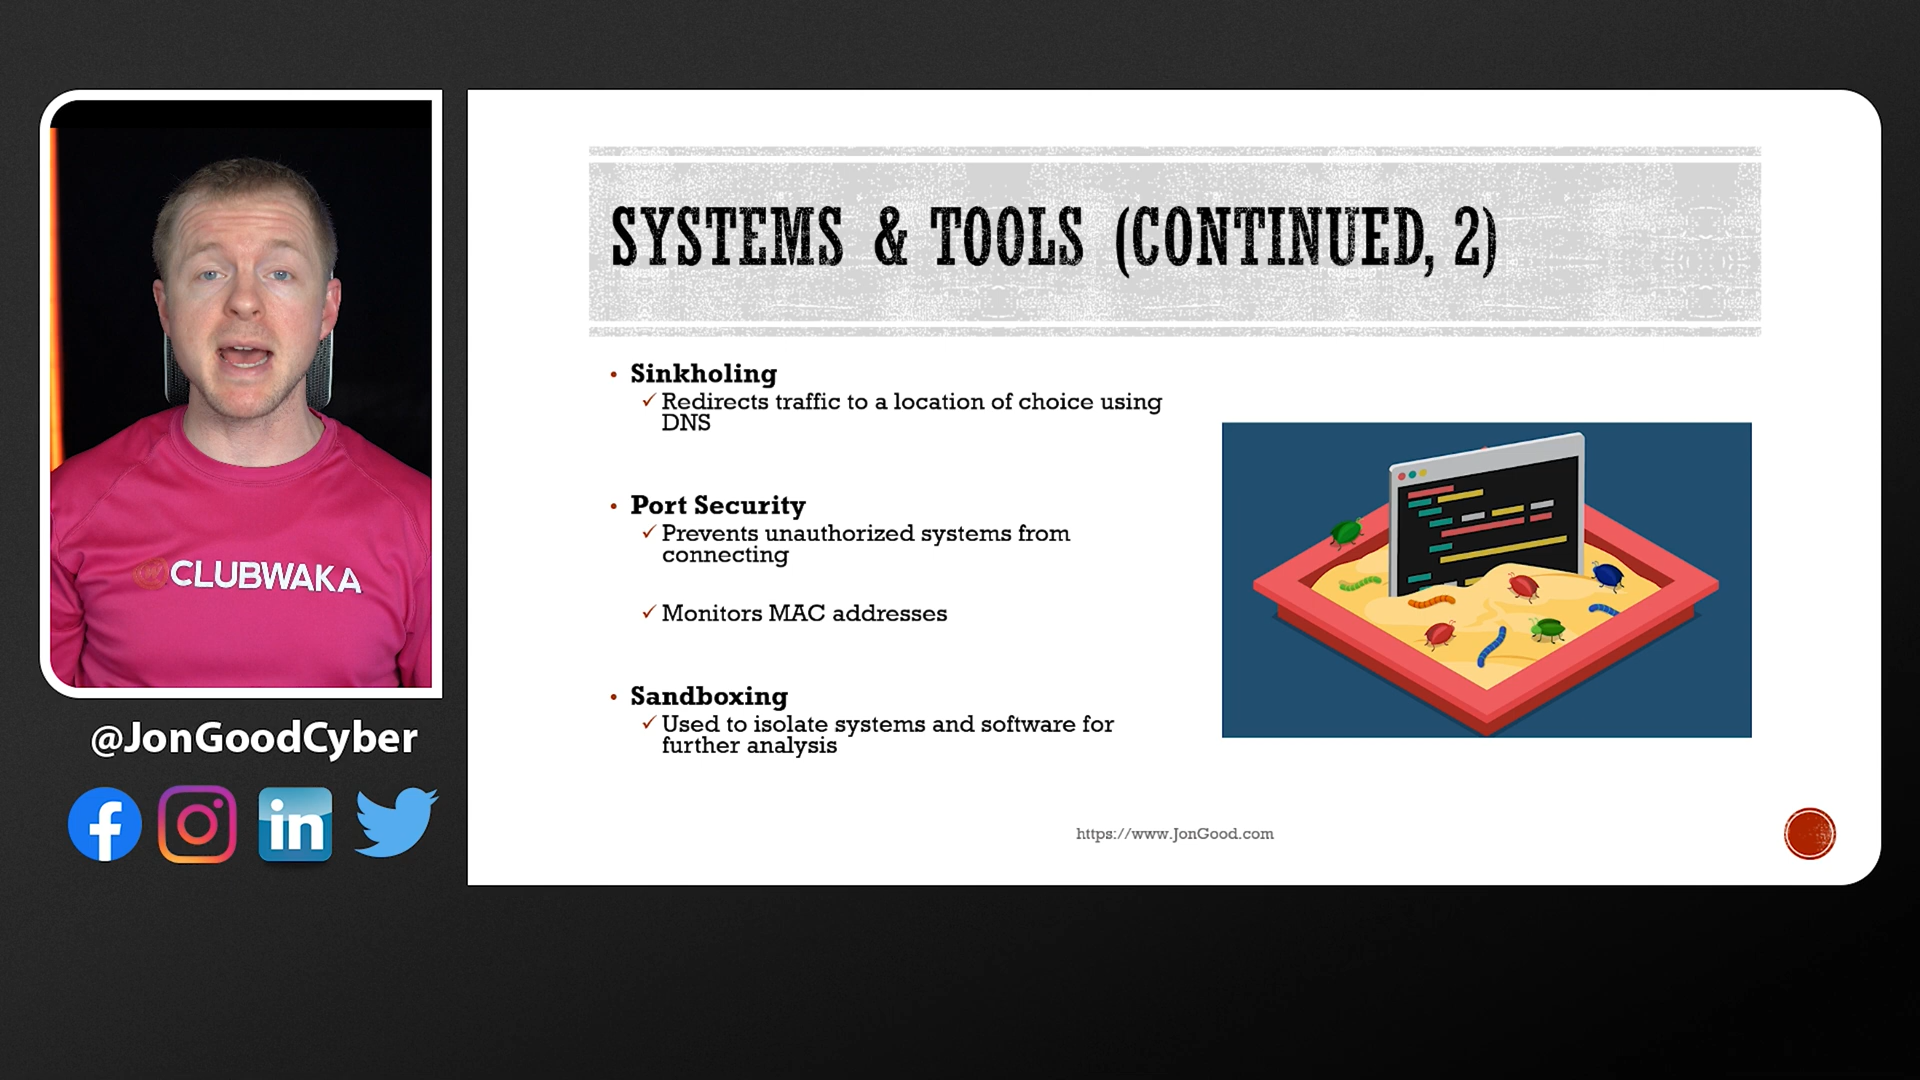 SYSTEMS & TOOLS (CONTINUED, 2)
• Sinkholing
✓ Redirects traffic to a location of choice using
DNS
• Port Security
✓ Prevents unauthorized systems from
connecting
✓ Monitors MAC addresses
• Sandboxing
✓ Used to isolate systems and software for
further analysis
https://www.JonGood.com
CLUBWAKA
@JonGoodCyber
f
in